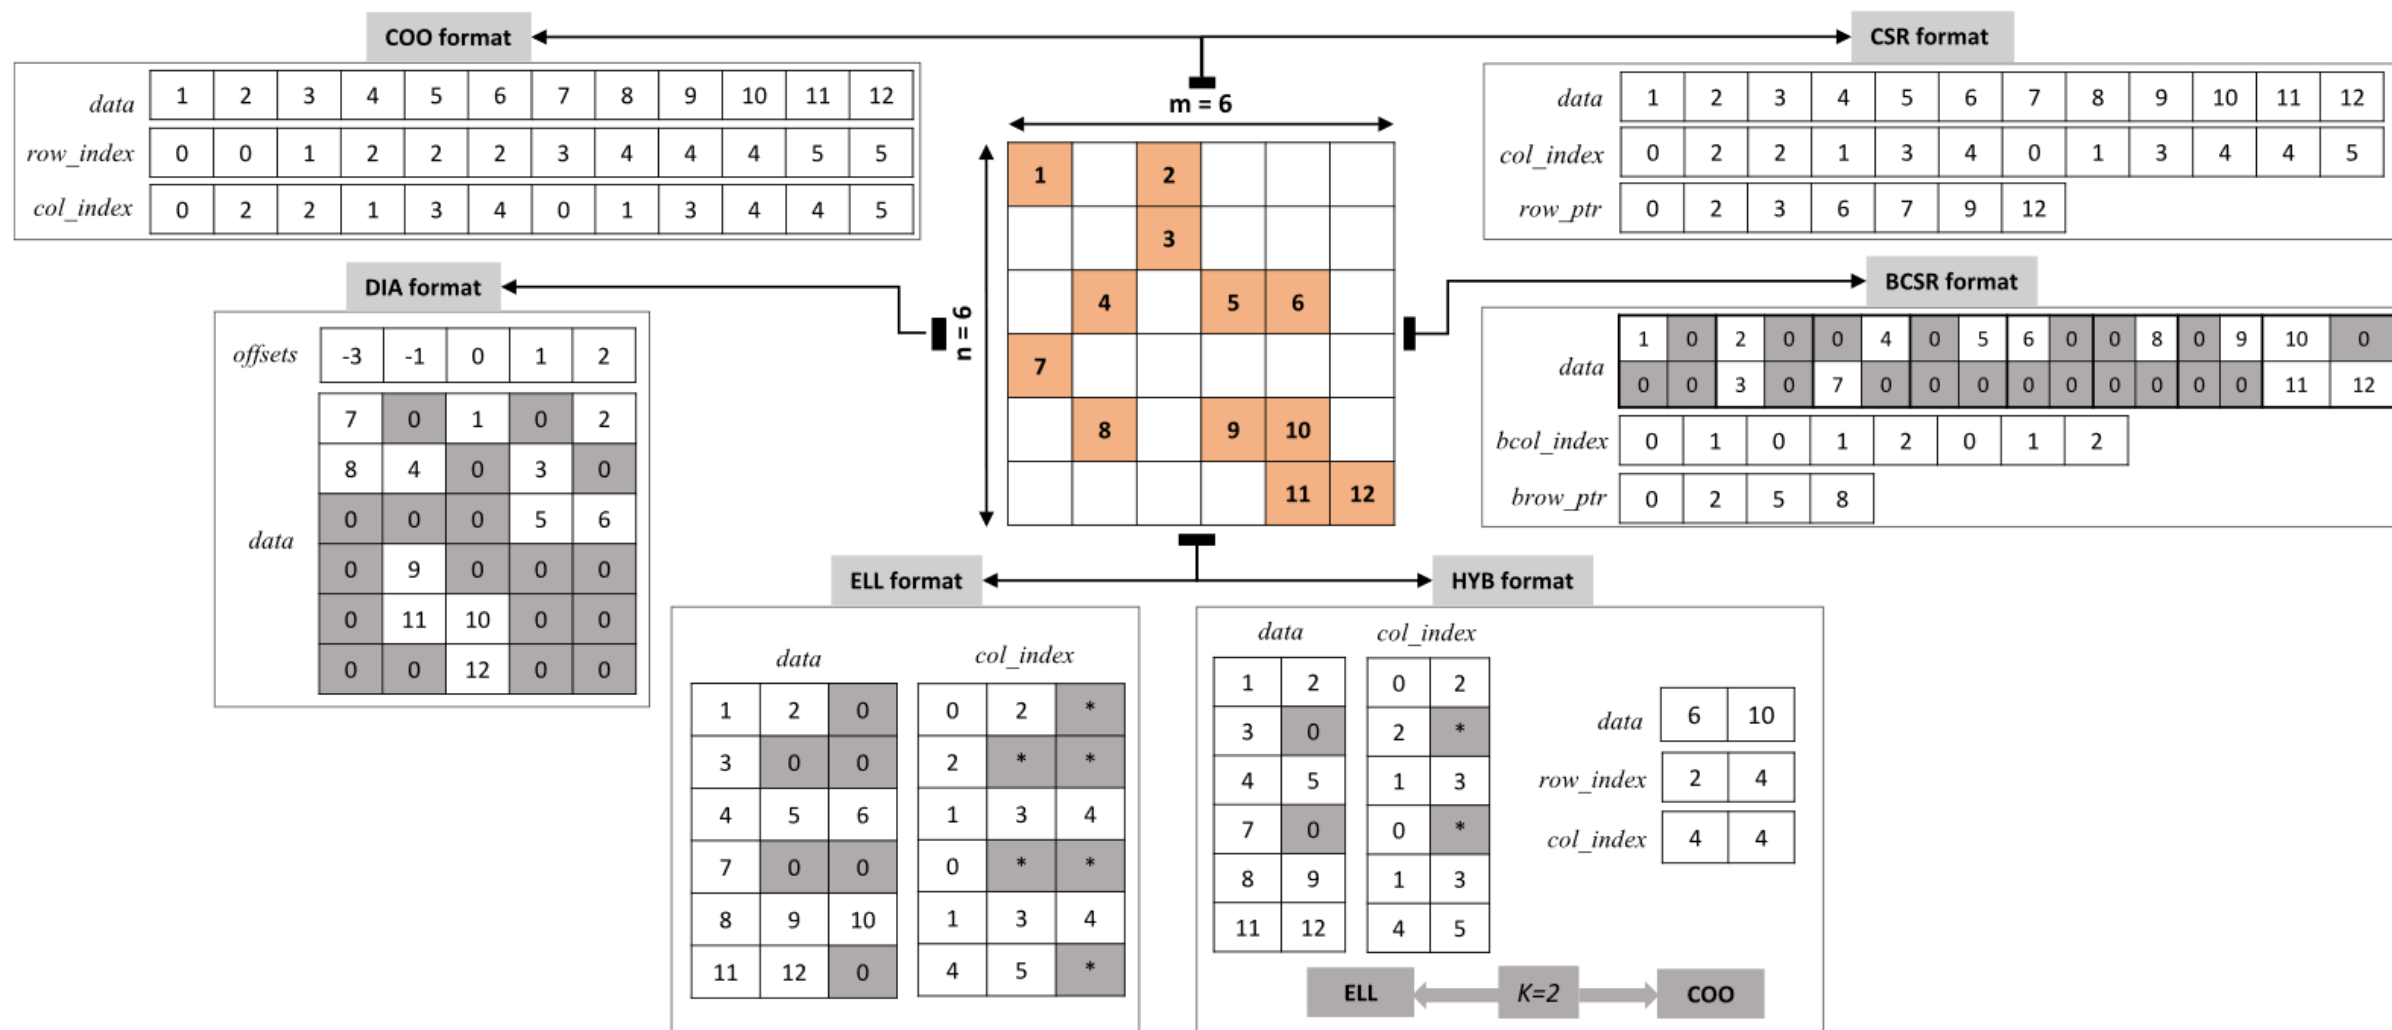 COO format
data 1 2 3 4 5 6 7 8 9 10 11 12
row_index 0 0 1 2 2 2 3 4 4 4 5 5
col_index 0 2 2 1 3 4 0 1 3 4 4 5
CSR format
data 1 2 3 4 5 6 7 8 9 10 11 12
col_index 0 2 2 1 3 4 0 1 3 4 4 5
row_ptr 0 2 3 6 7 9 12
m = 6
n = 6
1 2
3
4 5 6
7
8 9 10
11 12
DIA format
offsets -3 -1 0 1 2
data
7 0 1 0 2
8 4 0 3 0
0 0 0 5 6
0 9 0 0 0
0 11 10 0 0
0 0 12 0 0
BCSR format
data
1 0 2 0 0 4 0 5 6 0 0 8 0 9 10 0
0 0 3 0 7 0 0 0 0 0 0 0 0 0 11 12
bcol_index 0 1 0 1 2 0 1 2
brow_ptr 0 2 5 8
ELL format
data
1 2 0
3 0 0
4 5 6
7 0 0
8 9 10
11 12 0
col_index
0 2 *
2 * *
1 3 4
0 * *
1 3 4
4 5 *
HYB format
data
1 2
3 0
4 5
7 0
8 9
11 12
col_index
0 2
2 *
1 3
0 *
1 3
4 5
data 6 10
row_index 2 4
col_index 4 4
ELL K=2 COO